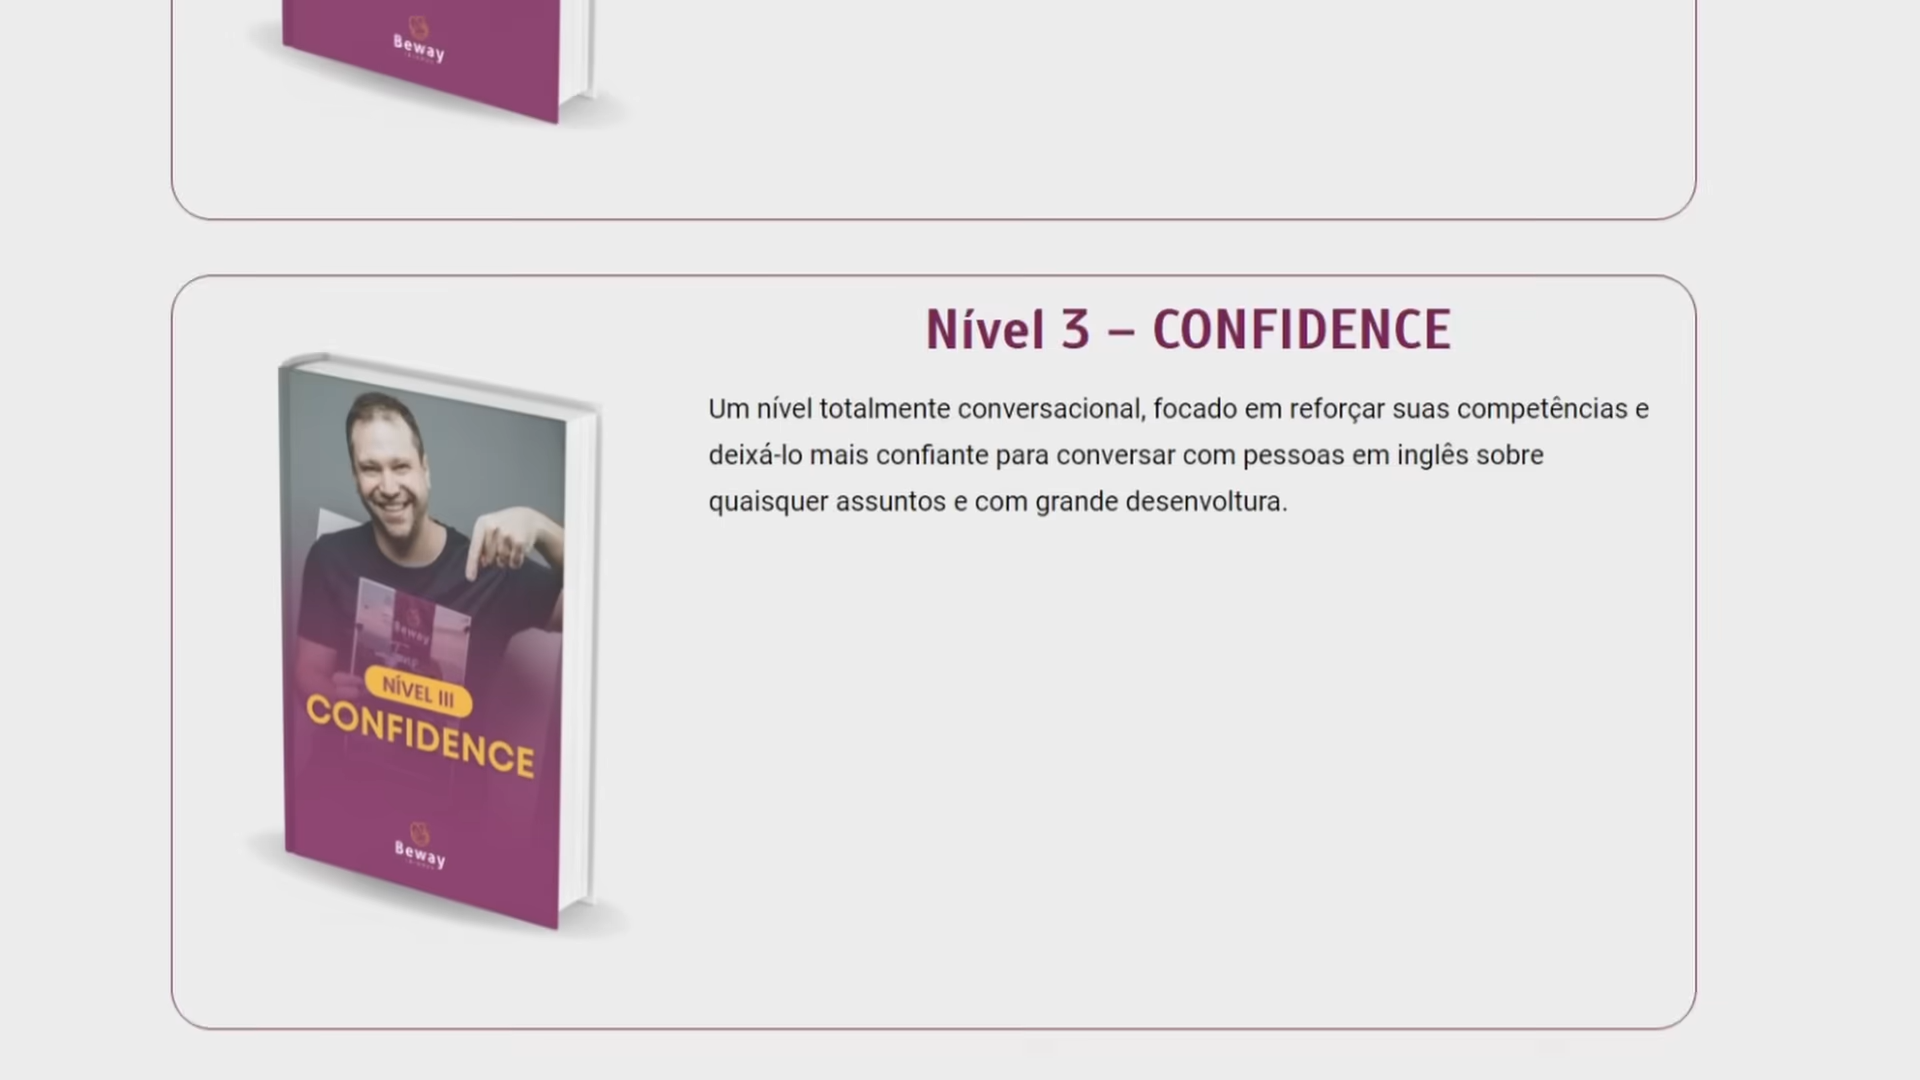 Beway
Nível 3 – CONFIDENCE
Um nível totalmente conversacional, focado em reforçar suas competências e
deixá-lo mais confiante para conversar com pessoas em inglês sobre
quaisquer assuntos e com grande desenvoltura.
Beway
NÍVEL III
CONFIDENCE
Beway